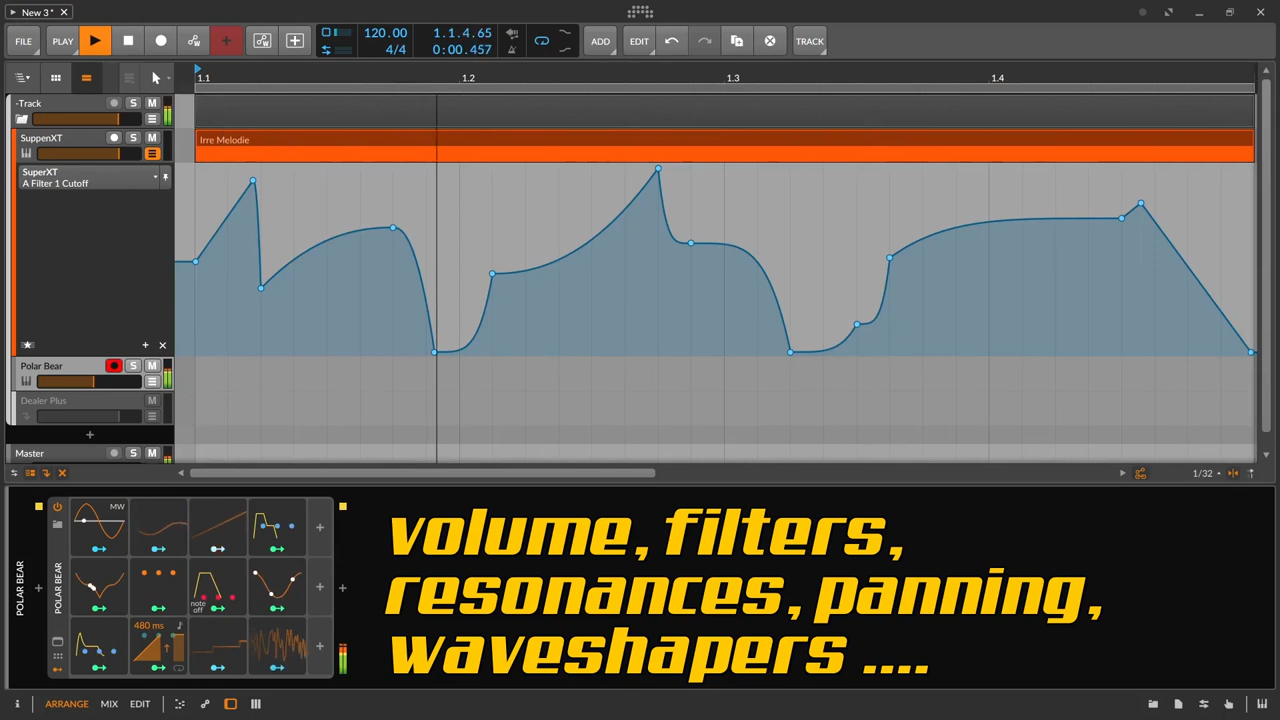 New 3*
FILE
PLAY
120.00
4/4
1.1.4.65
0:00.457
ADD
EDIT
TRACK
1.1
1.2
1.3
1.4
-Track
S
M
SuppenXT
S
M
Irre Melodie
SuperXT
A Filter 1 Cutoff
Polar Bear
S
M
Dealer Plus
M
Master
S
M
1/32
POLAR BEAR
POLAR BEAR
MW
note
off
480 ms
volume, filters,
resonances, panning,
waveshapers ....
ARRANGE
MIX
EDIT